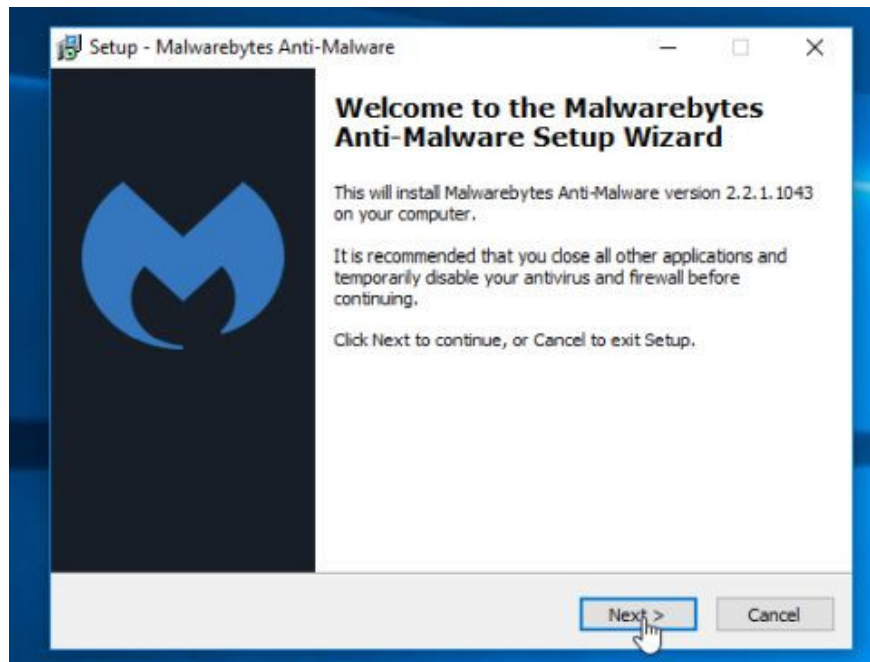 Setup - Malwarebytes Anti-Malware
Welcome to the Malwarebytes
Anti-Malware Setup Wizard
This will install Malwarebytes Anti-Malware version 2.2.1.1043
on your computer.
It is recommended that you close all other applications and
temporarily disable your antivirus and firewall before
continuing.
Click Next to continue, or Cancel to exit Setup.
Next >
Cancel